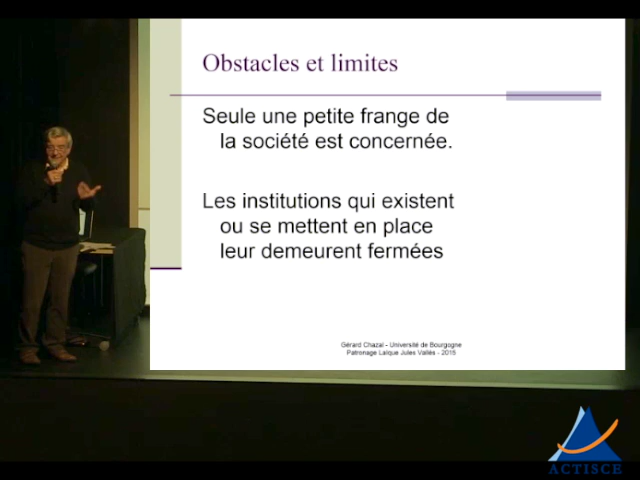 Obstacles et limites
Seule une petite frange de
la société est concernée.
Les institutions qui existent
ou se mettent en place
leur demeurent fermées
Gérard Chazal - Université de Bourgogne
Patronage Laïque Jules Vallès - 2015
ACTISCE